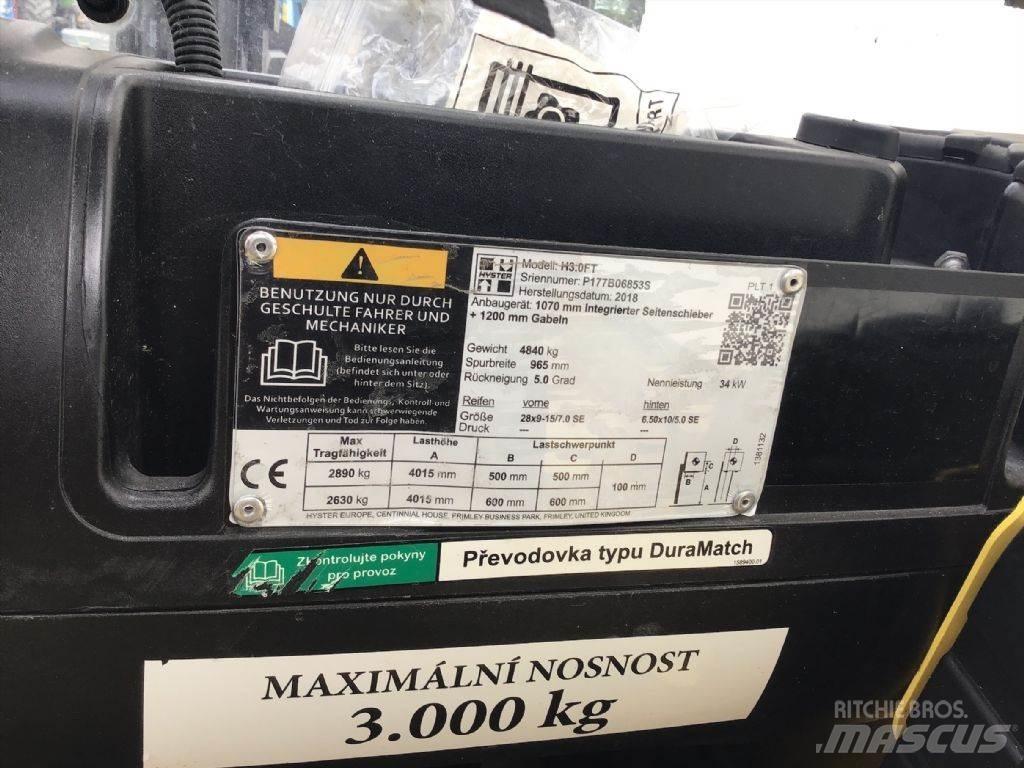 PORT
BENUTZUNG NUR DURCH
GESCHULTE FAHRER UND
MECHANIKER
Bitte lesen Sie die
Bedienungsanleitung
(befindet sich unter oder
hinter dem Sitz).
Das Nichtbefolgen der Bedienungs, Kontroll-und
Wartungsanweisung kann schwerwiegende
Verletzungen und Tod zur Folge haben.
HYSTER
Modell: H3.0FT
Sriennumer: P177B06853S
Herstellungsdatum: 2018
PLT 1
Anbaugerät: 1070 mm Integrierter Seitenschieber
+ 1200 mm Gabeln
Gewicht 4840 kg
Spurbreite 965 mm
Rückneigung 5.0 Grad
Nennleistung 34 kW
Reifen vorne hinten
Größe 28x9-15/7.0 SE 6.50x10/5.0 SE
Druck --- ---
Max Tragfähigkeit Lasthöhe A Lastschwerpunkt B C D
2890 kg 4015 mm 500 mm 500 mm 100 mm
2630 kg 4015 mm 600 mm 600 mm
CE
D
C
B A
1381132
HYSTER EUROPE, CENTINNIAL HOUSE, FRIMLEY BUSINESS PARK, FRIMLEY, UNITED KINGDOM
Zkontrolujte pokyny
pro provoz
Převodovka typu DuraMatch
1589400 01
MAXIMÁLNÍ NOSNOST
3.000 kg
RITCHIE BROS.
MASCUS